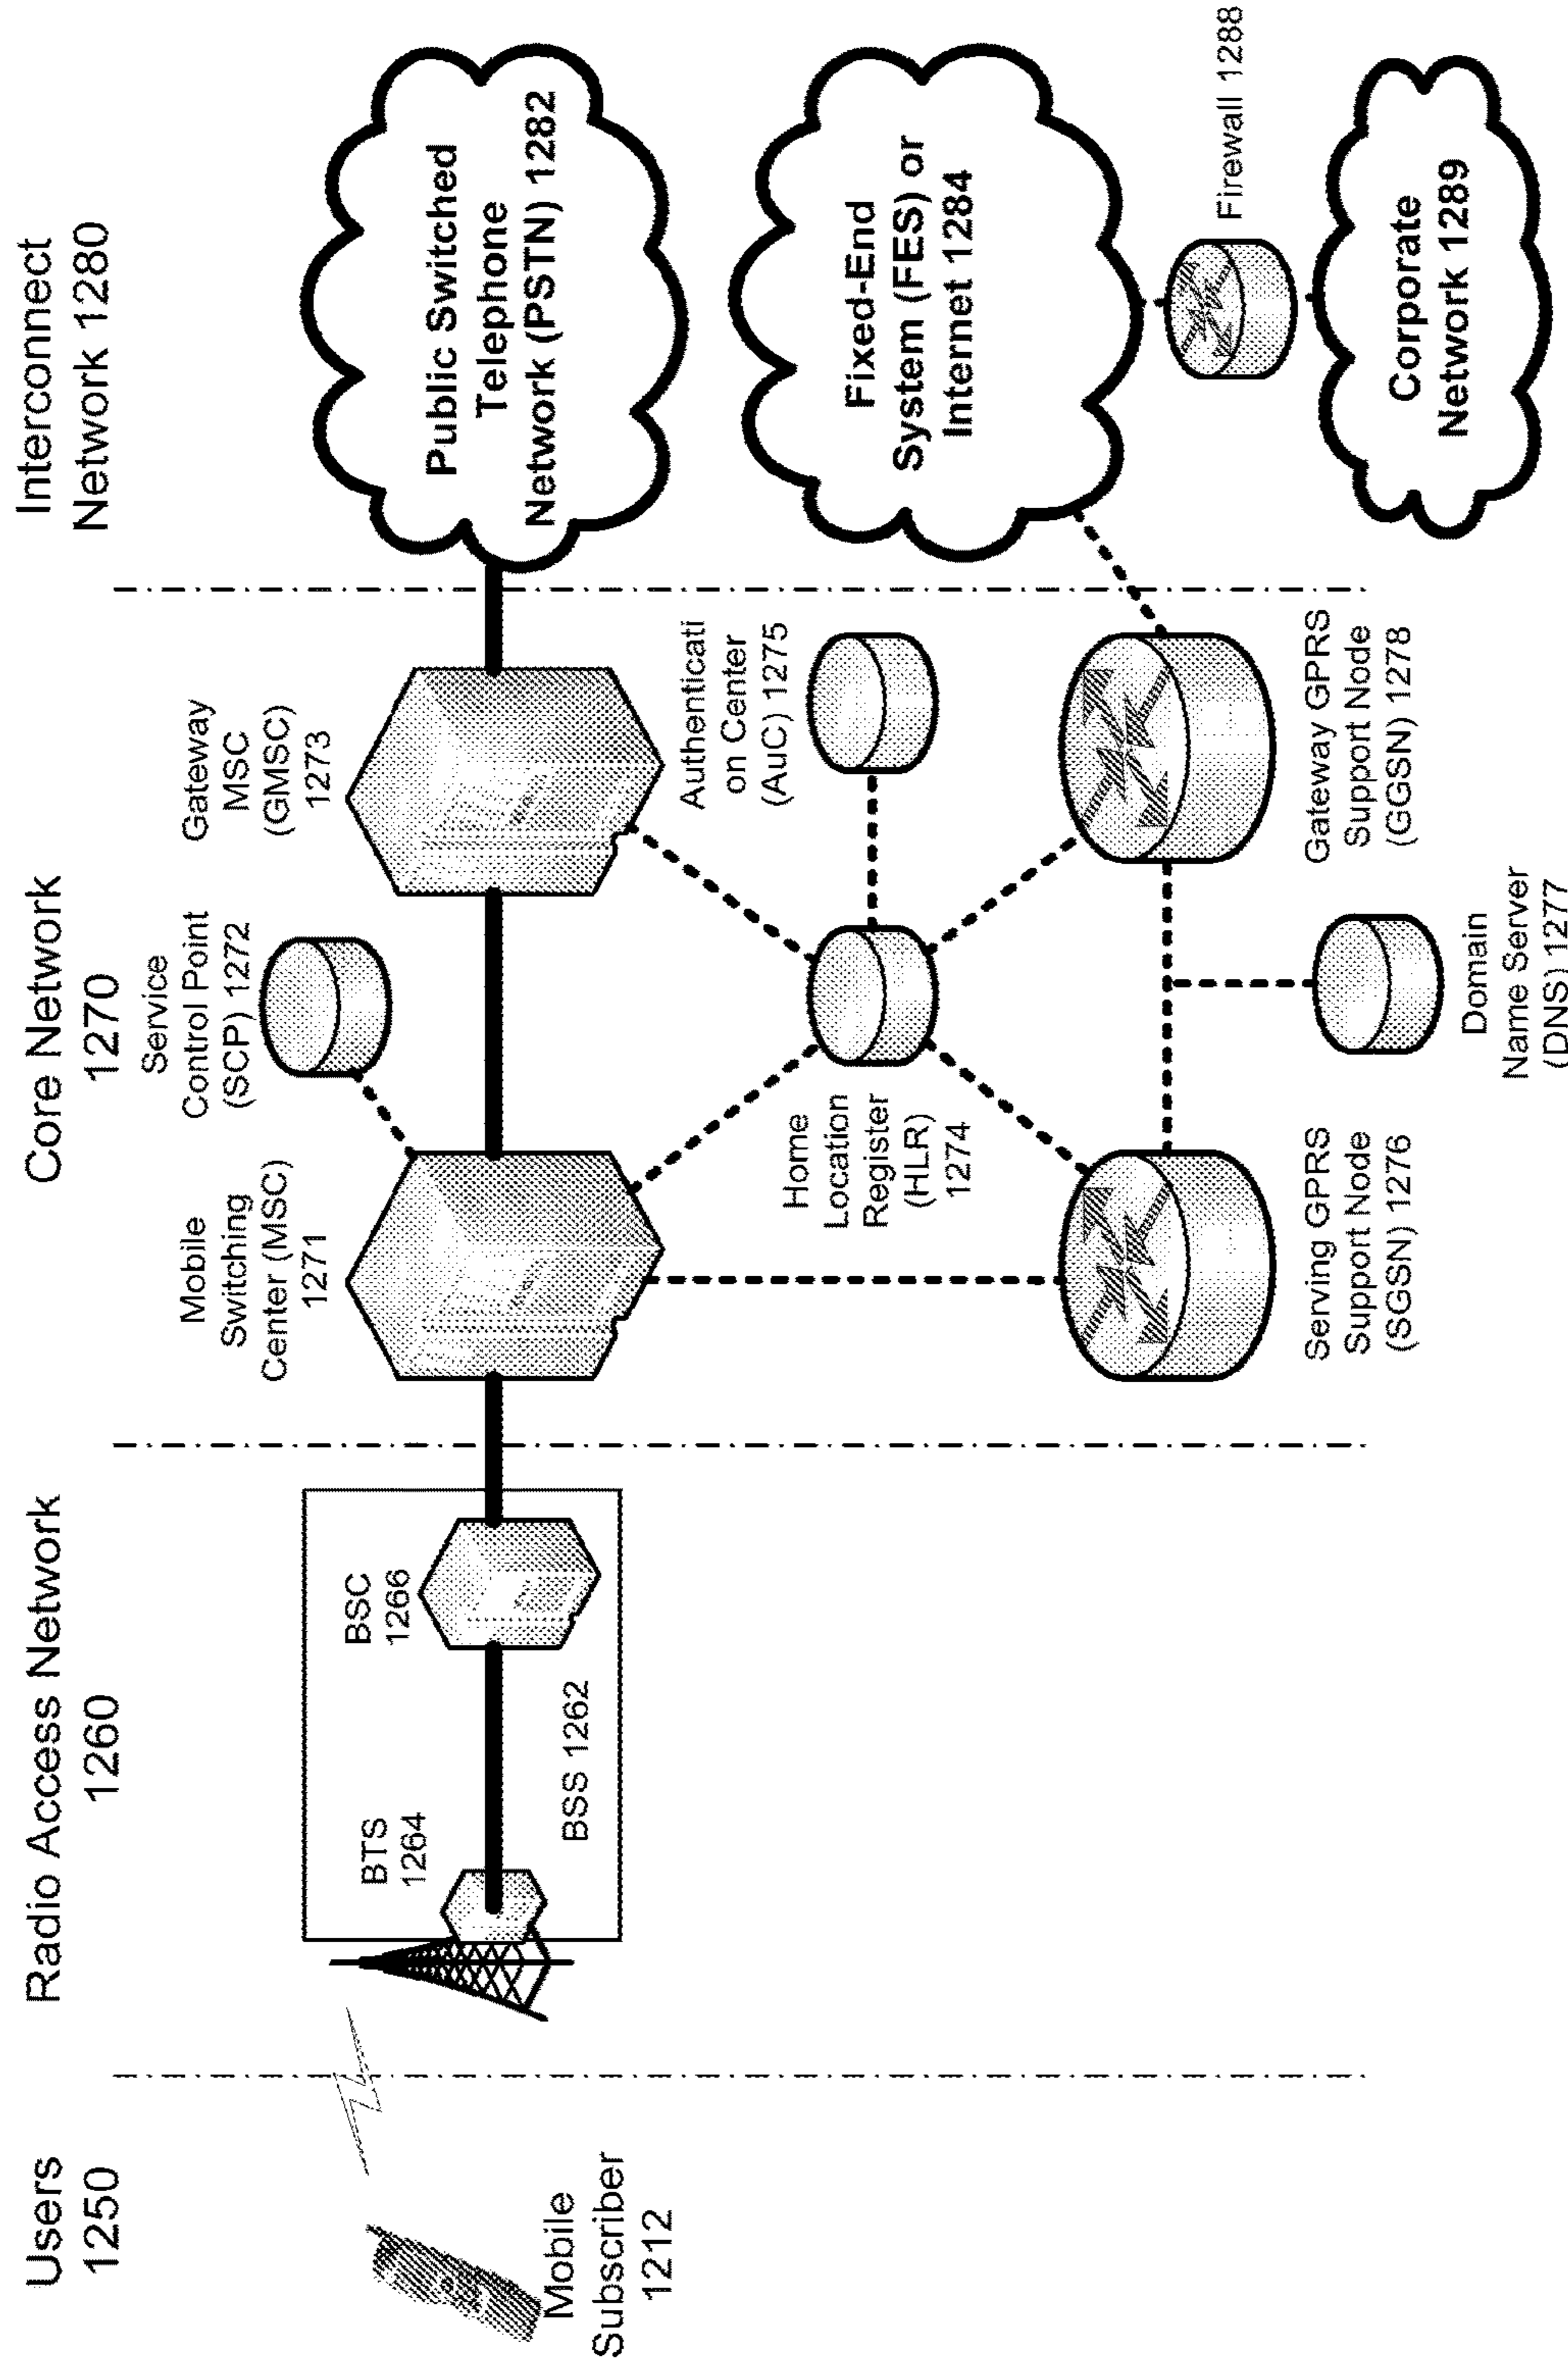 Users
1250
Radio Access Network
1260
Core Network
1270
Interconnect
Network 1280
Mobile
Subscriber
1212
BTS
1264
BSC
1266
BSS 1262
Mobile
Switching
Center (MSC)
1271
Service
Control Point
(SCP) 1272
Gateway
MSC
(GMSC)
1273
Home
Location
Register
(HLR)
1274
Authenticati
on Center
(AuC) 1275
Serving GPRS
Support Node
(SGSN) 1276
Domain
Name Server
(DNS) 1277
Gateway GPRS
Support Node
(GGSN) 1278
Public Switched
Telephone
Network (PSTN) 1282
Fixed-End
System (FES) or
Internet 1284
Firewall 1288
Corporate
Network 1289